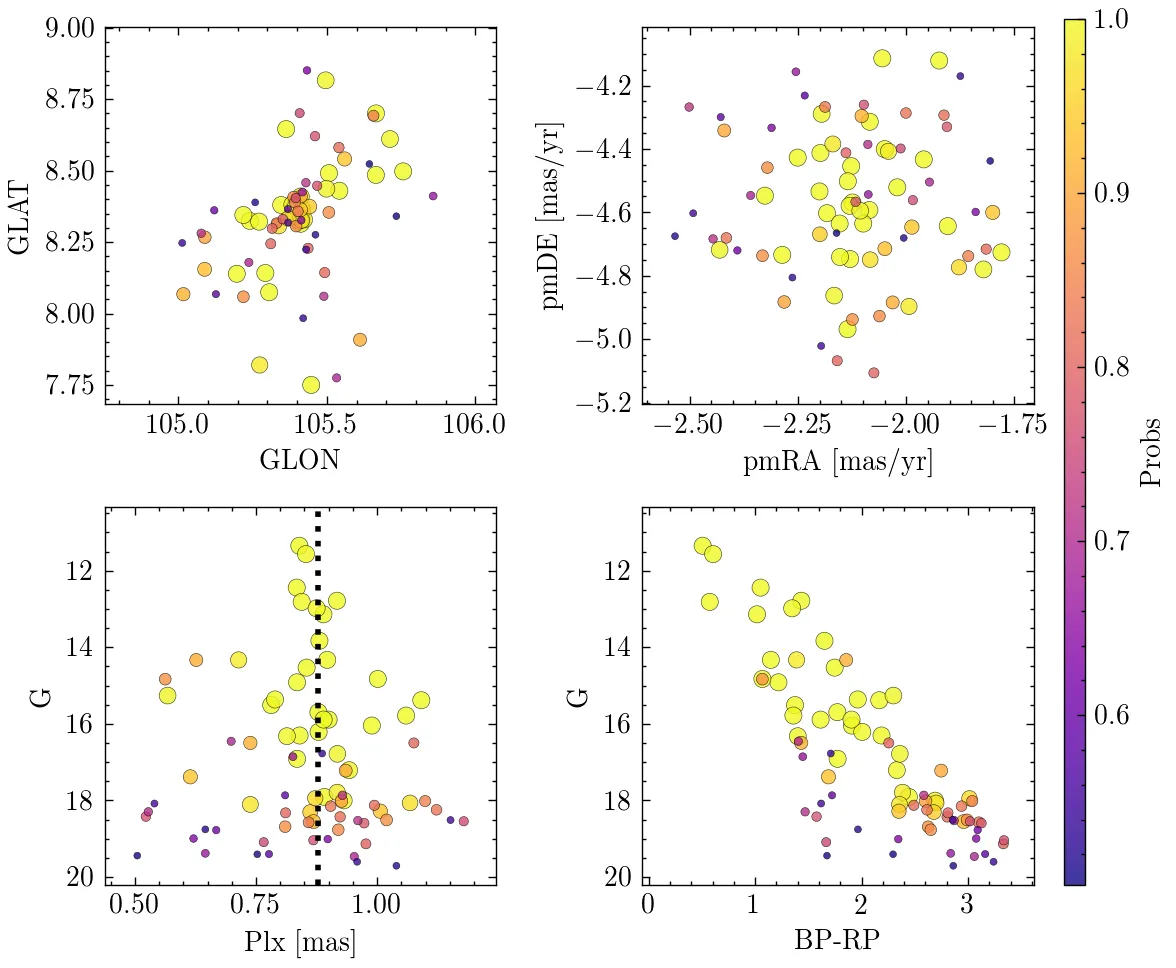 9.00
8.75
8.50
8.25
8.00
7.75
GLAT
105.0 105.5 106.0
GLON
−4.2
−4.4
−4.6
−4.8
−5.0
−5.2
pmDE [mas/yr]
−2.50 −2.25 −2.00 −1.75
pmRA [mas/yr]
12
14
16
18
20
G
0.50 0.75 1.00
Plx [mas]
12
14
16
18
20
G
0 1 2 3
BP-RP
1.0
0.9
0.8
0.7
0.6
Probs